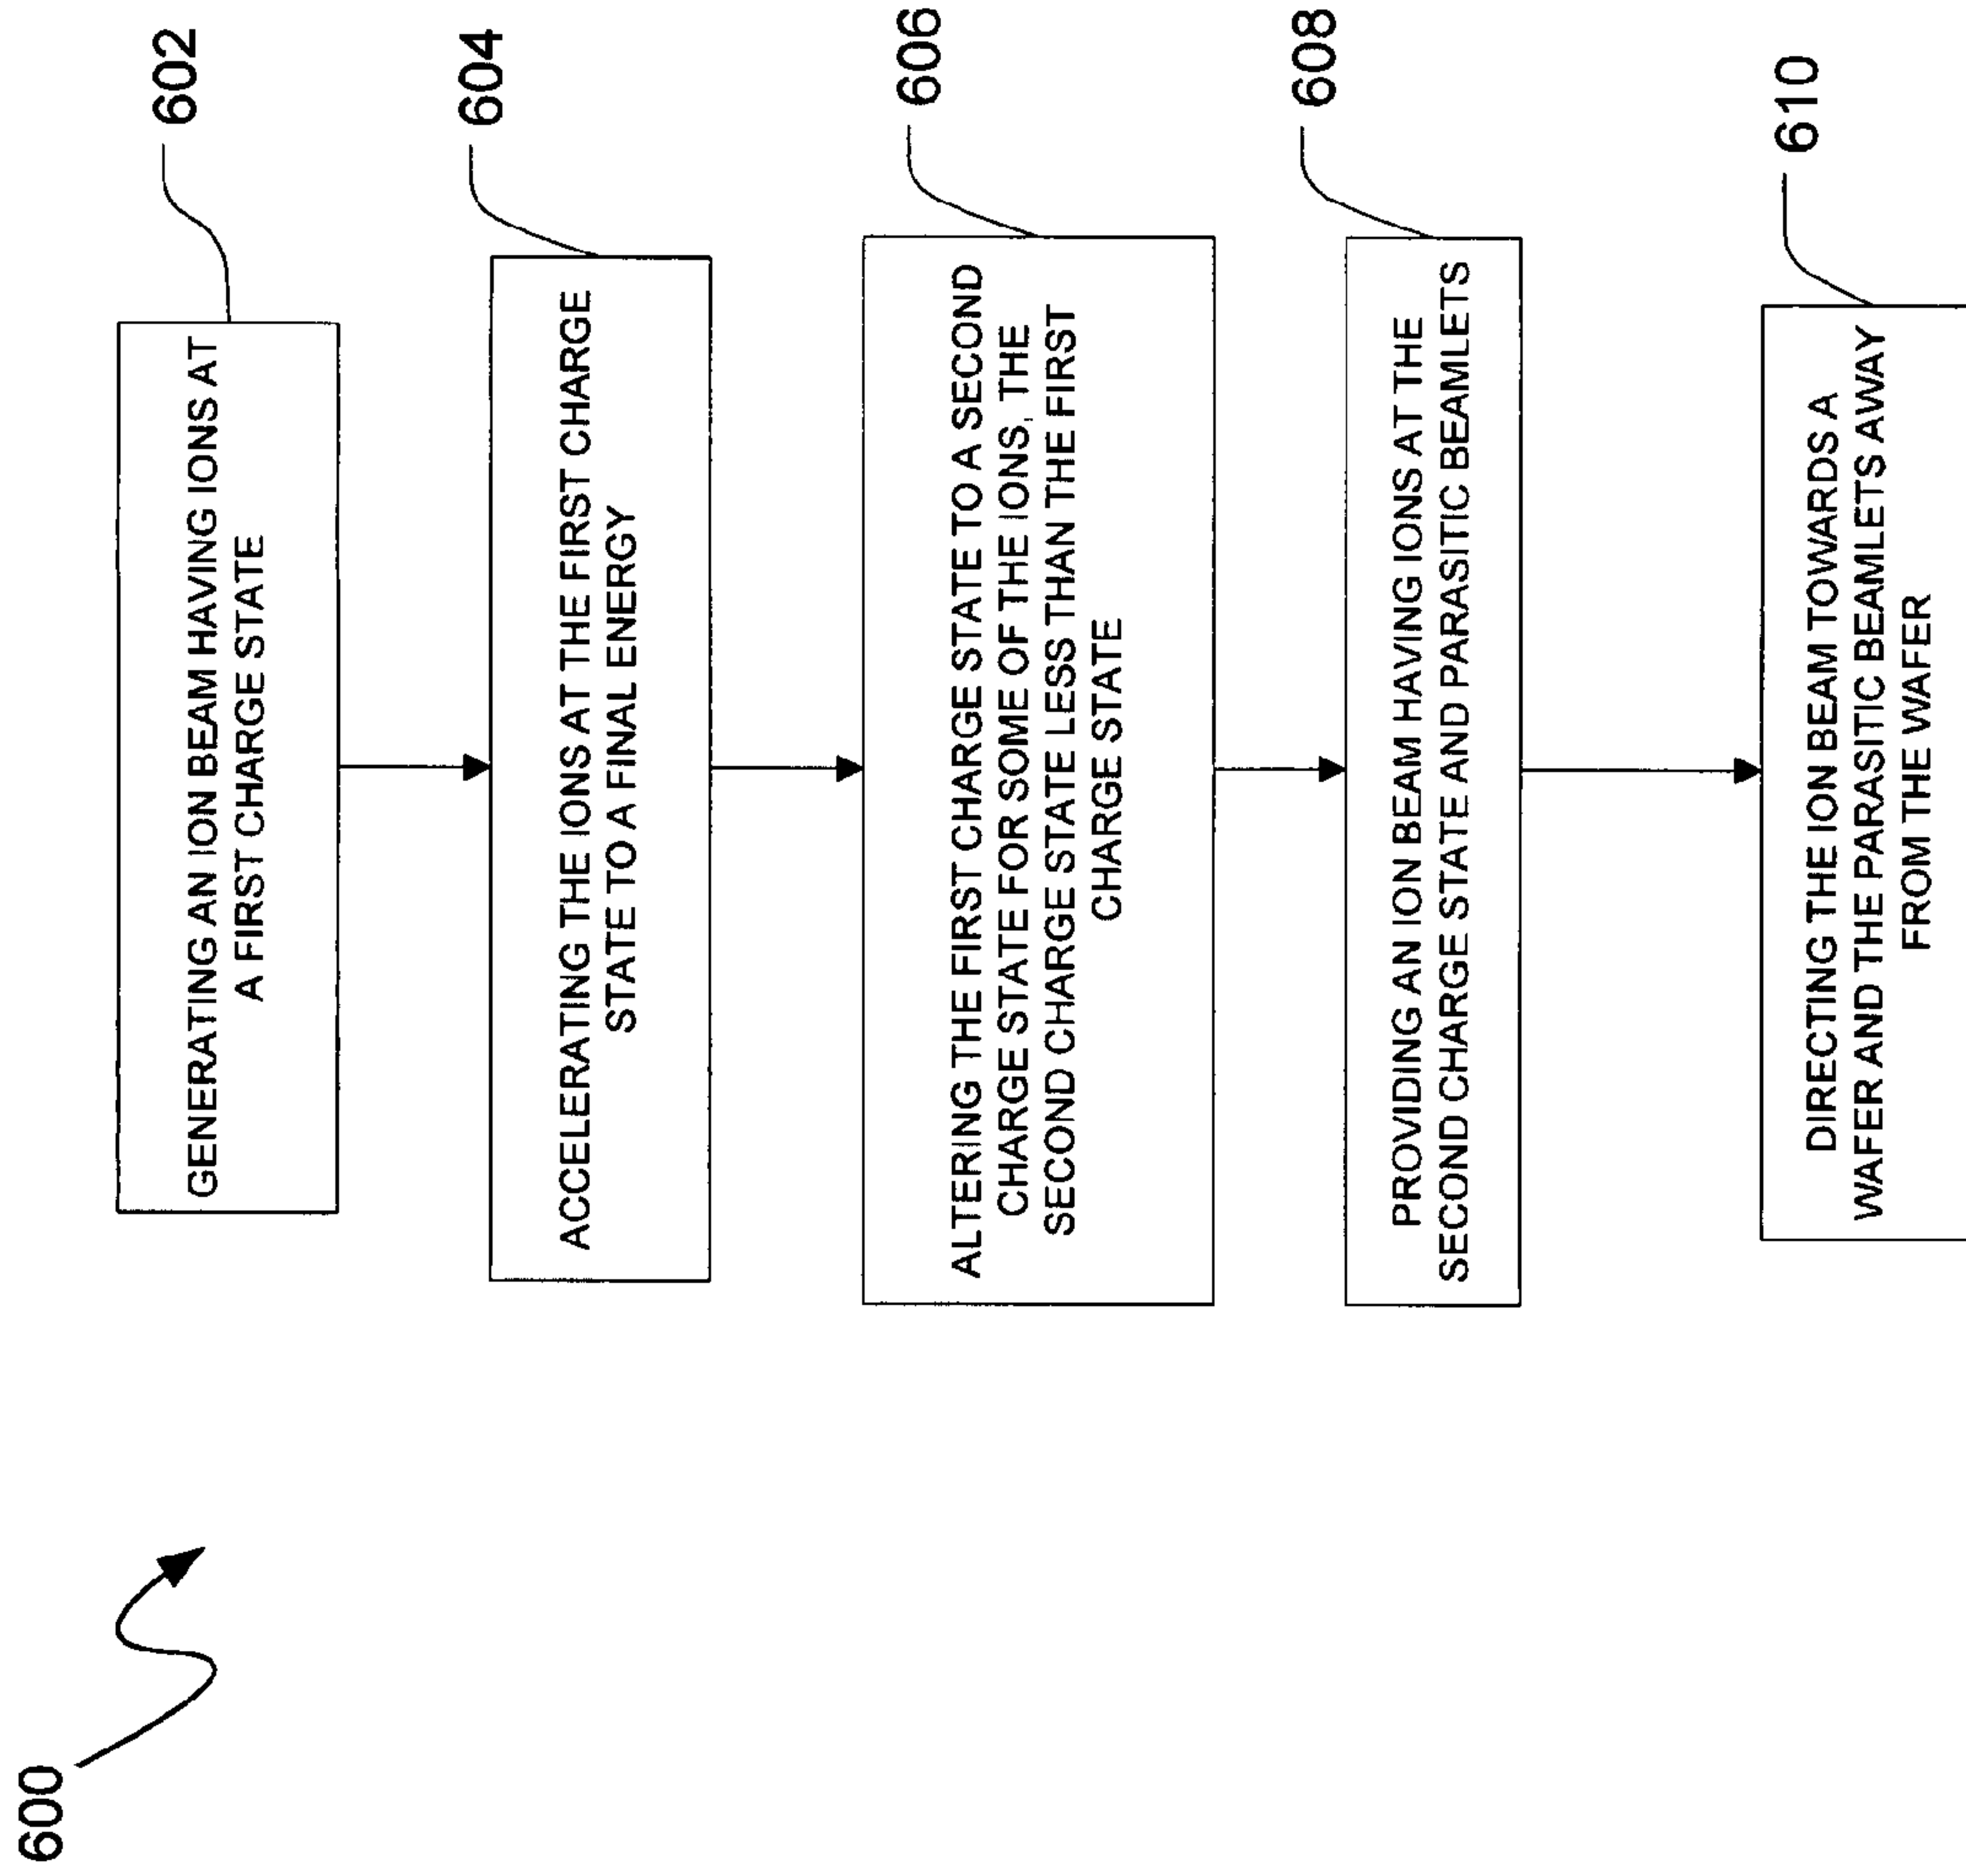 600
602
GENERATING AN ION BEAM HAVING IONS AT
A FIRST CHARGE STATE
604
ACCELERATING THE IONS AT THE FIRST CHARGE
STATE TO A FINAL ENERGY
606
ALTERING THE FIRST CHARGE STATE TO A SECOND
CHARGE STATE FOR SOME OF THE IONS, THE
SECOND CHARGE STATE LESS THAN THE FIRST
CHARGE STATE
608
PROVIDING AN ION BEAM HAVING IONS AT THE
SECOND CHARGE STATE AND PARASITIC BEAMLETS
610
DIRECTING THE ION BEAM TOWARDS A
WAFER AND THE PARASITIC BEAMLETS AWAY
FROM THE WAFER